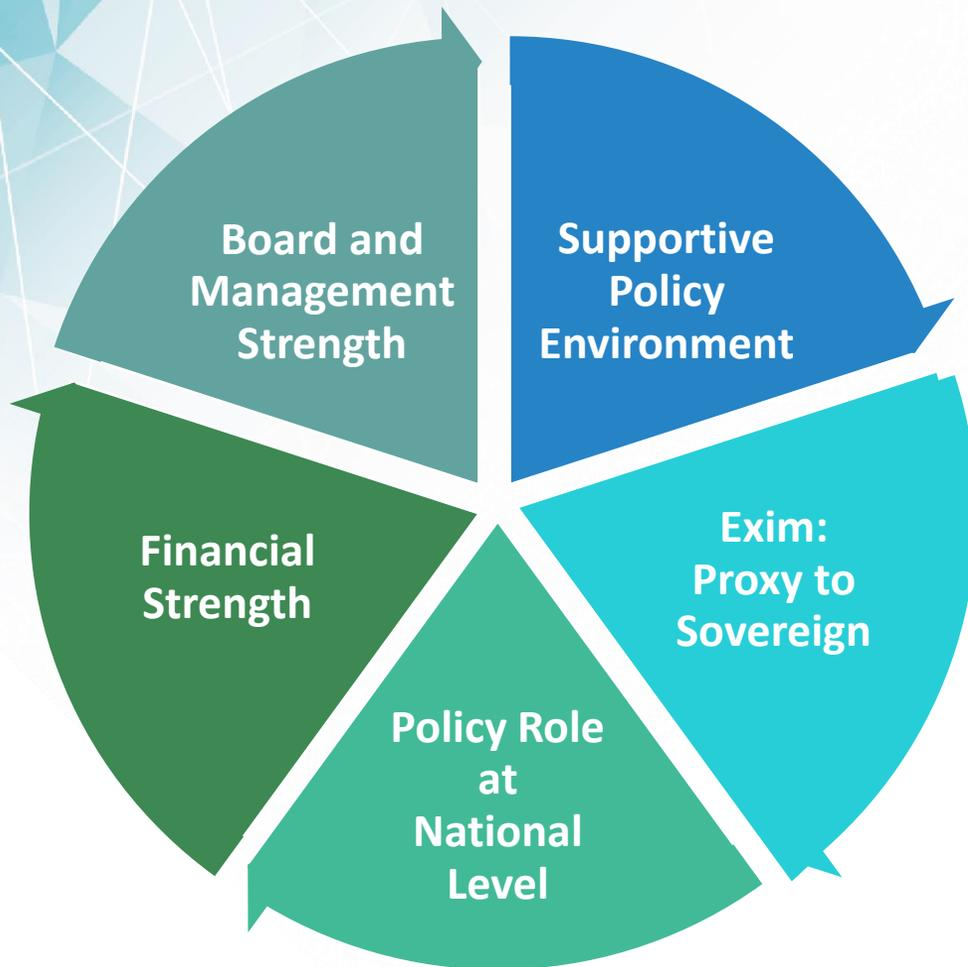 Board and
Management
Strength
Supportive
Policy
Environment
Exim:
Proxy to
Sovereign
Policy Role
at
National
Level
Financial
Strength